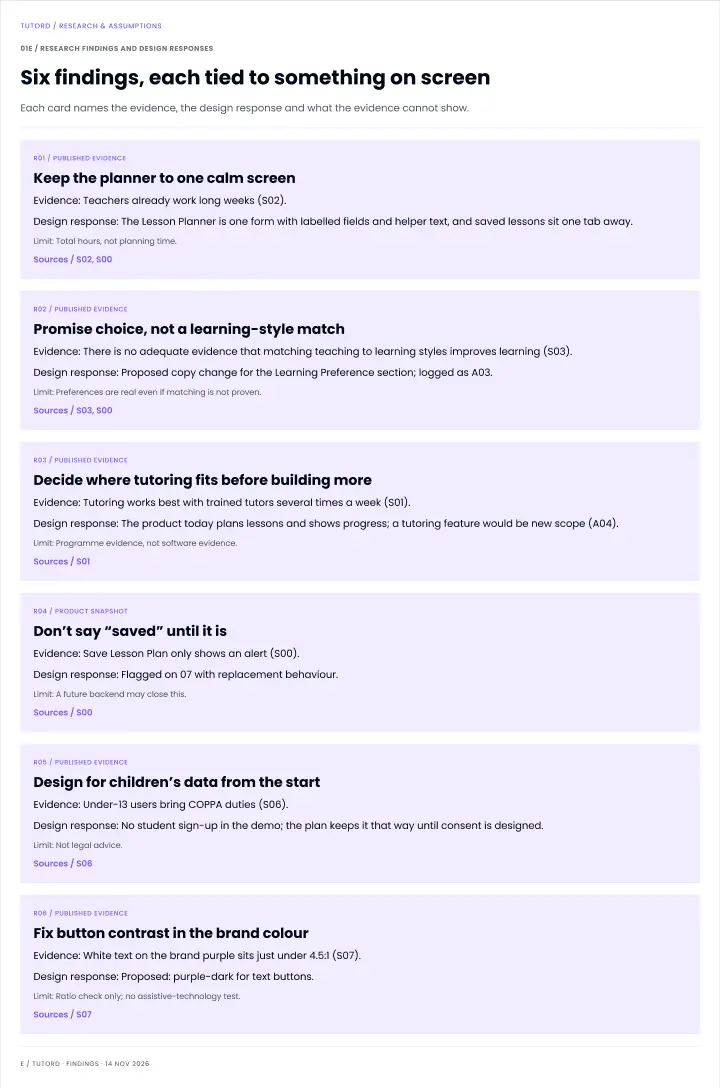 TUTORD / RESEARCH & ASSUMPTIONS
01E / RESEARCH FINDINGS AND DESIGN RESPONSES
Six findings, each tied to something on screen
Each card names the evidence, the design response and what the evidence cannot show.
R01 / PUBLISHED EVIDENCE
Keep the planner to one calm screen
Evidence: Teachers already work long weeks (S02).
Design response: The Lesson Planner is one form with labelled fields and helper text, and saved lessons sit one tab away.
Limit: Total hours, not planning time.
Sources / S02, S00
R02 / PUBLISHED EVIDENCE
Promise choice, not a learning-style match
Evidence: There is no adequate evidence that matching teaching to learning styles improves learning (S03).
Design response: Proposed copy change for the Learning Preference section; logged as A03.
Limit: Preferences are real even if matching is not proven.
Sources / S03, S00
R03 / PUBLISHED EVIDENCE
Decide where tutoring fits before building more
Evidence: Tutoring works best with trained tutors several times a week (S01).
Design response: The product today plans lessons and shows progress; a tutoring feature would be new scope (A04).
Limit: Programme evidence, not software evidence.
Sources / S01
R04 / PRODUCT SNAPSHOT
Don’t say “saved” until it is
Evidence: Save Lesson Plan only shows an alert (S00).
Design response: Flagged on 07 with replacement behaviour.
Limit: A future backend may close this.
Sources / S00
R05 / PUBLISHED EVIDENCE
Design for children’s data from the start
Evidence: Under-13 users bring COPPA duties (S06).
Design response: No student sign-up in the demo; the plan keeps it that way until consent is designed.
Limit: Not legal advice.
Sources / S06
R06 / PUBLISHED EVIDENCE
Fix button contrast in the brand colour
Evidence: White text on the brand purple sits just under 4.5:1 (S07).
Design response: Proposed: purple-dark for text buttons.
Limit: Ratio check only; no assistive-technology test.
Sources / S07
E / TUTORD · FINDINGS · 14 NOV 2025